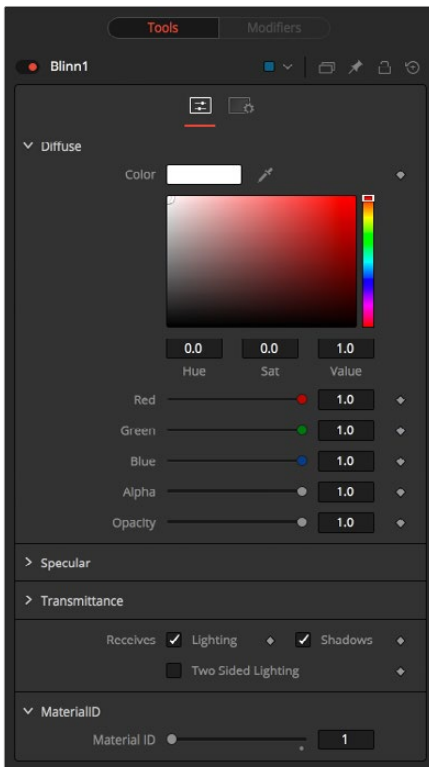 Tools Modifiers
Blinn1
Diffuse
Color
0.0 0.0 1.0
Hue Sat Value
Red 1.0
Green 1.0
Blue 1.0
Alpha 1.0
Opacity 1.0
Specular
Transmittance
Receives Lighting Shadows
Two Sided Lighting
MaterialID
Material ID 1